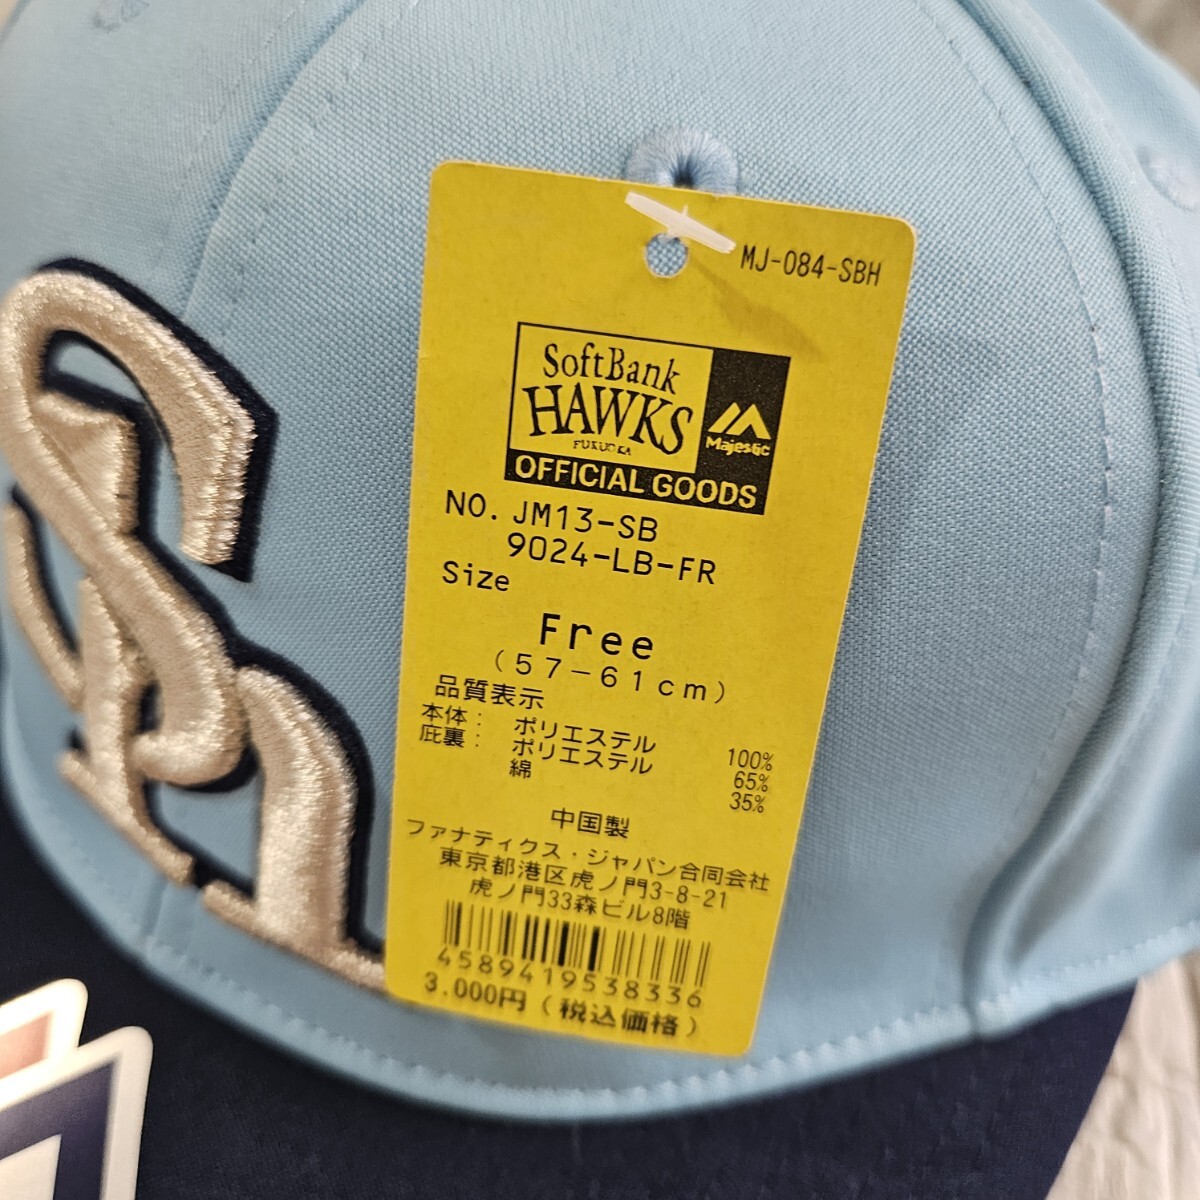 MJ-084-SBH
SoftBank
HAWKS
FUKUOKA
Majestic
OFFICIAL GOODS
NO. JM13-SB
9024-LB-FR
Size
Free
(57-61cm)
品質表示
本体: ポリエステル 100%
庇裏: ポリエステル 65%
綿 35%
中国製
ファナティクス・ジャパン合同会社
東京都港区虎ノ門3-8-21
虎ノ門33森ビル8階
4589419538336
3.000円(税込価格)